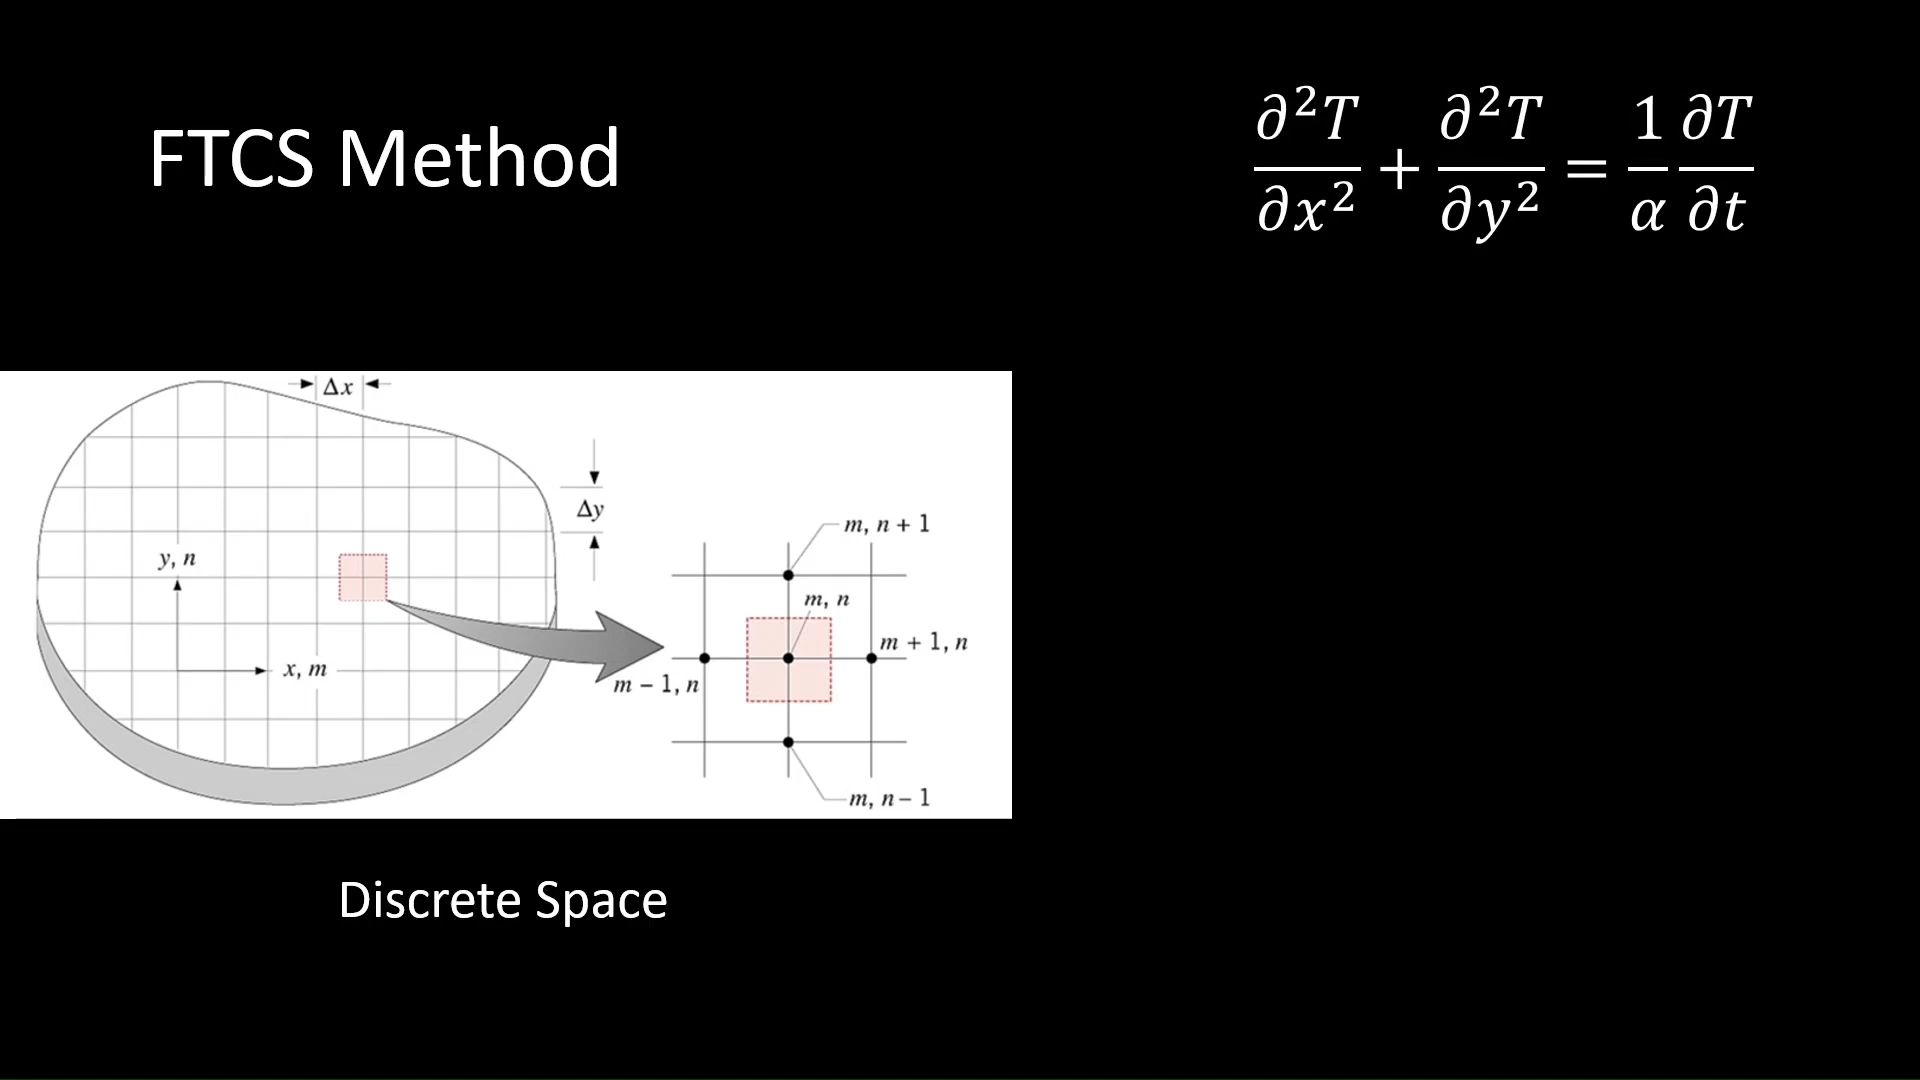 FTCS Method
∂²T/∂x² + ∂²T/∂y² = 1/α ∂T/∂t
Δx
Δy
y, n
x, m
m, n + 1
m, n
m + 1, n
m − 1, n
m, n − 1
Discrete Space